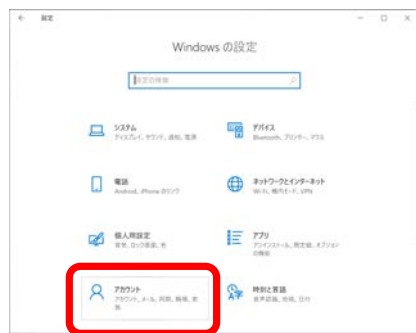 設定
Windows の設定
設定の検索
システム
ディスプレイ、サウンド、通知、電源
デバイス
Bluetooth、プリンター、マウス
電話
Android, iPhone のリンク
ネットワークとインターネット
Wi-Fi、機内モード、VPN
個人用設定
背景、ロック画面、色
アプリ
アンインストール、既定値、オプション
の機能
アカウント
アカウント、メール、同期、職場、家
族
時刻と言語
音声認識、地域、日付